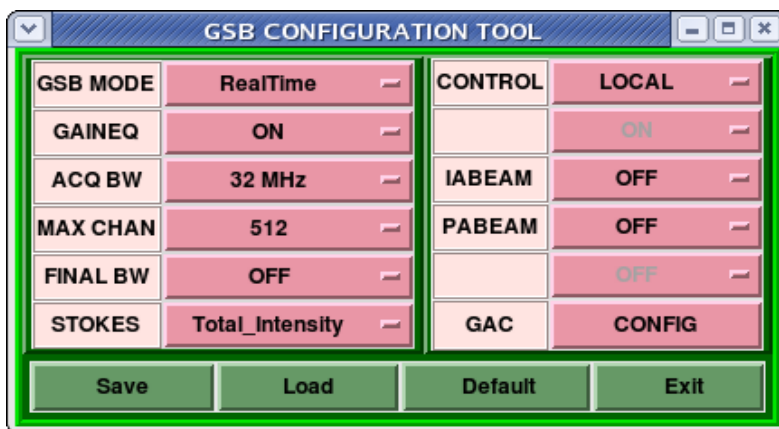 GSB CONFIGURATION TOOL
GSB MODE RealTime CONTROL LOCAL
GAINEQ ON ON
ACQ BW 32 MHz IABEAM OFF
MAX CHAN 512 PABEAM OFF
FINAL BW OFF OFF
STOKES Total_Intensity GAC CONFIG
Save Load Default Exit